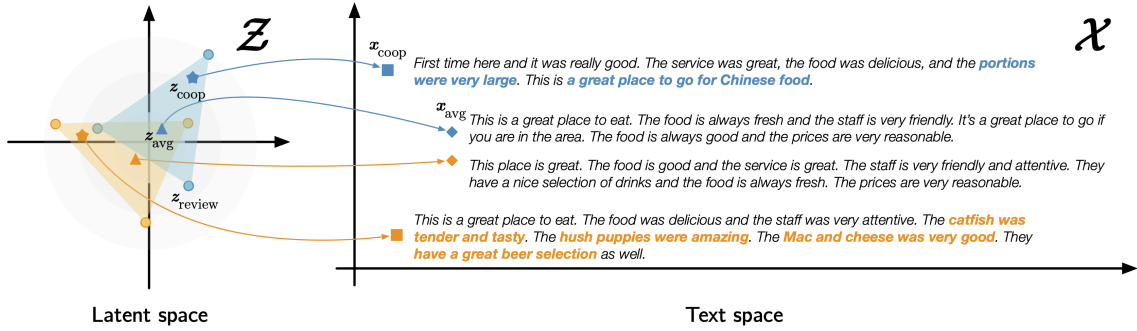 𝒵
z_coop
z_avg
z_review
Latent space
𝒳
x_coop
First time here and it was really good. The service was great, the food was delicious, and the portions
were very large. This is a great place to go for Chinese food.
x_avg
This is a great place to eat. The food is always fresh and the staff is very friendly. It's a great place to go if
you are in the area. The food is always good and the prices are very reasonable.
This place is great. The food is good and the service is great. The staff is very friendly and attentive. They
have a nice selection of drinks and the food is always fresh. The prices are very reasonable.
This is a great place to eat. The food was delicious and the staff was very attentive. The catfish was
tender and tasty. The hush puppies were amazing. The Mac and cheese was very good. They
have a great beer selection as well.
Text space